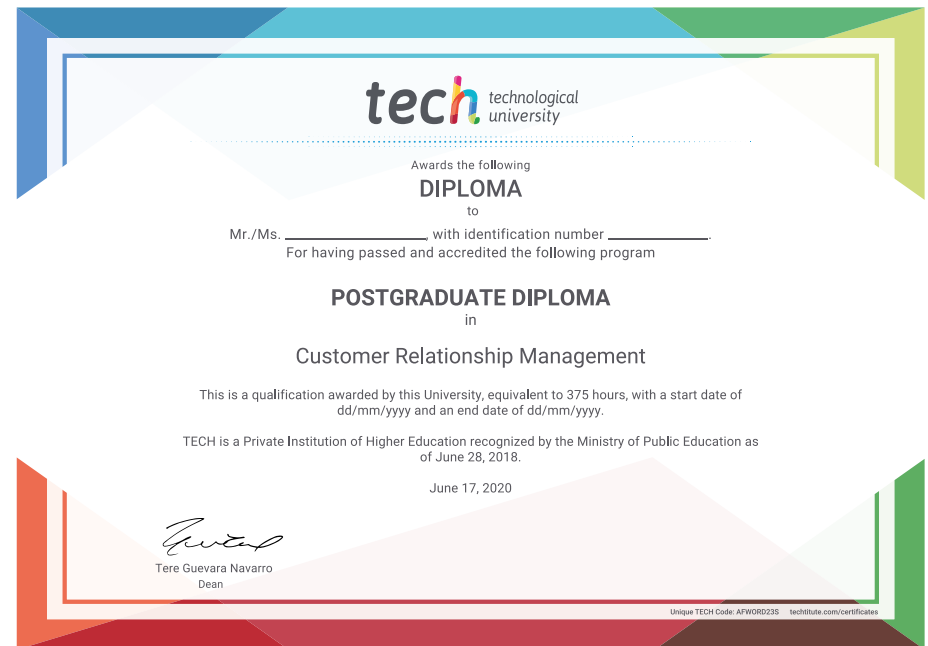 tech technological
university
Awards the following
DIPLOMA
to
Mr./Ms. ____________________, with identification number ______________.
For having passed and accredited the following program
POSTGRADUATE DIPLOMA
in
Customer Relationship Management
This is a qualification awarded by this University, equivalent to 375 hours, with a start date of
dd/mm/yyyy and an end date of dd/mm/yyyy.
TECH is a Private Institution of Higher Education recognized by the Ministry of Public Education as
of June 28, 2018.
June 17, 2020
Tere Guevara Navarro
Dean
Unique TECH Code: AFWORD23S techtitute.com/certificates